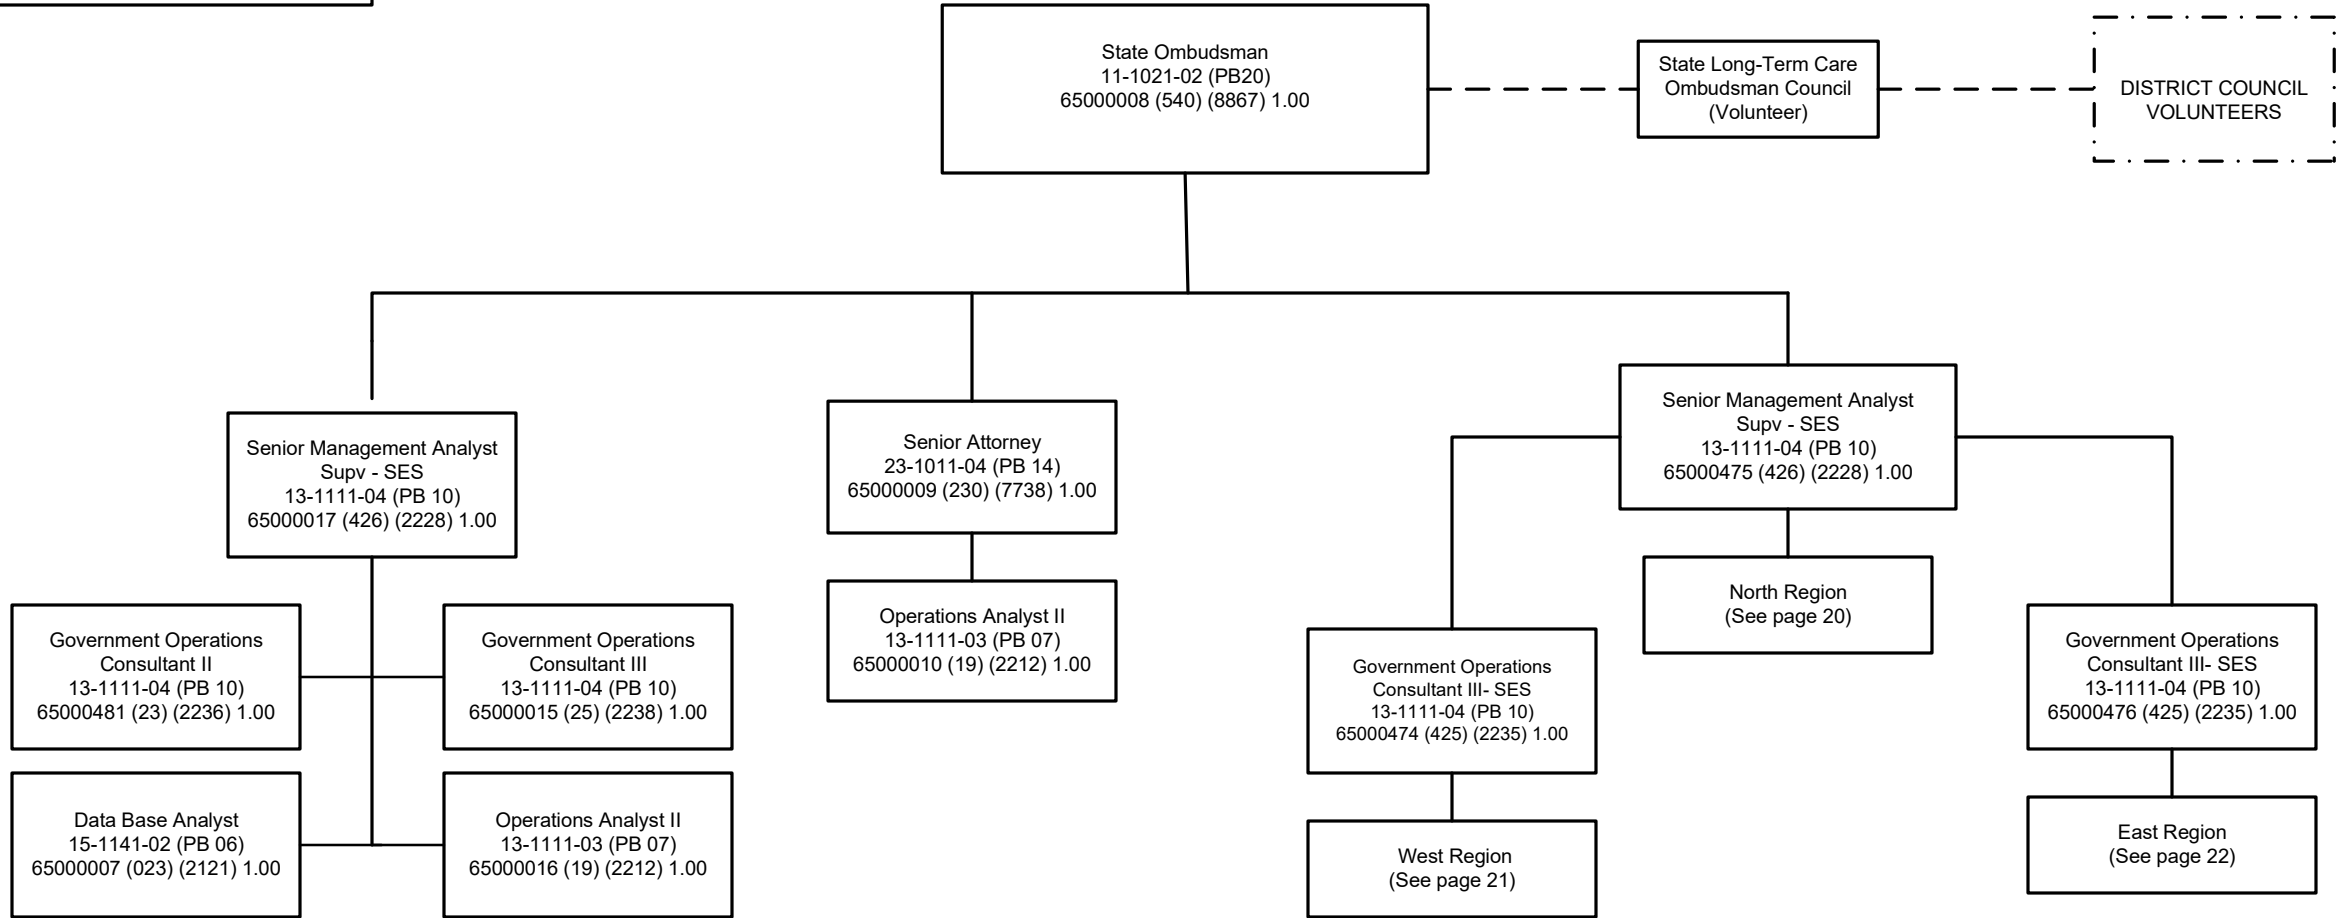 State Ombudsman
11-1021-02 (PB20)
65000008 (540) (8867) 1.00
State Long-Term Care
Ombudsman Council
(Volunteer)
DISTRICT COUNCIL
VOLUNTEERS
Senior Management Analyst
Supv - SES
13-1111-04 (PB 10)
65000017 (426) (2228) 1.00
Senior Attorney
23-1011-04 (PB 14)
65000009 (230) (7738) 1.00
Senior Management Analyst
Supv - SES
13-1111-04 (PB 10)
65000475 (426) (2228) 1.00
Government Operations
Consultant II
13-1111-04 (PB 10)
65000481 (23) (2236) 1.00
Government Operations
Consultant III
13-1111-04 (PB 10)
65000015 (25) (2238) 1.00
Operations Analyst II
13-1111-03 (PB 07)
65000010 (19) (2212) 1.00
Government Operations
Consultant III- SES
13-1111-04 (PB 10)
65000474 (425) (2235) 1.00
North Region
(See page 20)
Government Operations
Consultant III- SES
13-1111-04 (PB 10)
65000476 (425) (2235) 1.00
Data Base Analyst
15-1141-02 (PB 06)
65000007 (023) (2121) 1.00
Operations Analyst II
13-1111-03 (PB 07)
65000016 (19) (2212) 1.00
West Region
(See page 21)
East Region
(See page 22)